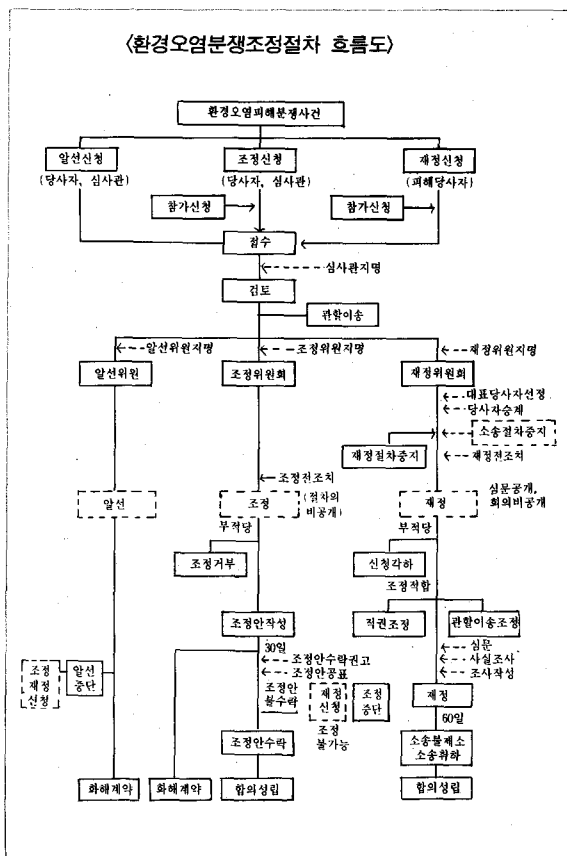 〈환경오염분쟁조정절차 흐름도〉
환경오염피해분쟁사건
알선신청
(당사자, 심사관)
조정신청
(당사자, 심사관)
재정신청
(피해당사자)
참가신청
참가신청
접수
심사관지명
검토
관할이송
알선위원지명
조정위원지명
재정위원지명
알선위원
조정위원회
재정위원회
대표당사자선정
당사자승계
소송절차중지
재정절차중지
재정전조치
조정전조치
알선
조정
(절차의
비공개)
재정
심문공개,
회의비공개
부적당
부적당
조정거부
신청각하
조정적합
조정안작성
직권조정
관할이송조정
30일
심문
조정안수락권고
사실조사
조정안공표
조사작성
조정
재정
신청
알선
중단
조정안
불수락
재정
신청
조정
중단
재정
조정
불가능
60일
조정안수락
소송불제소
소송취하
화해계약
화해계약
합의성립
합의성립